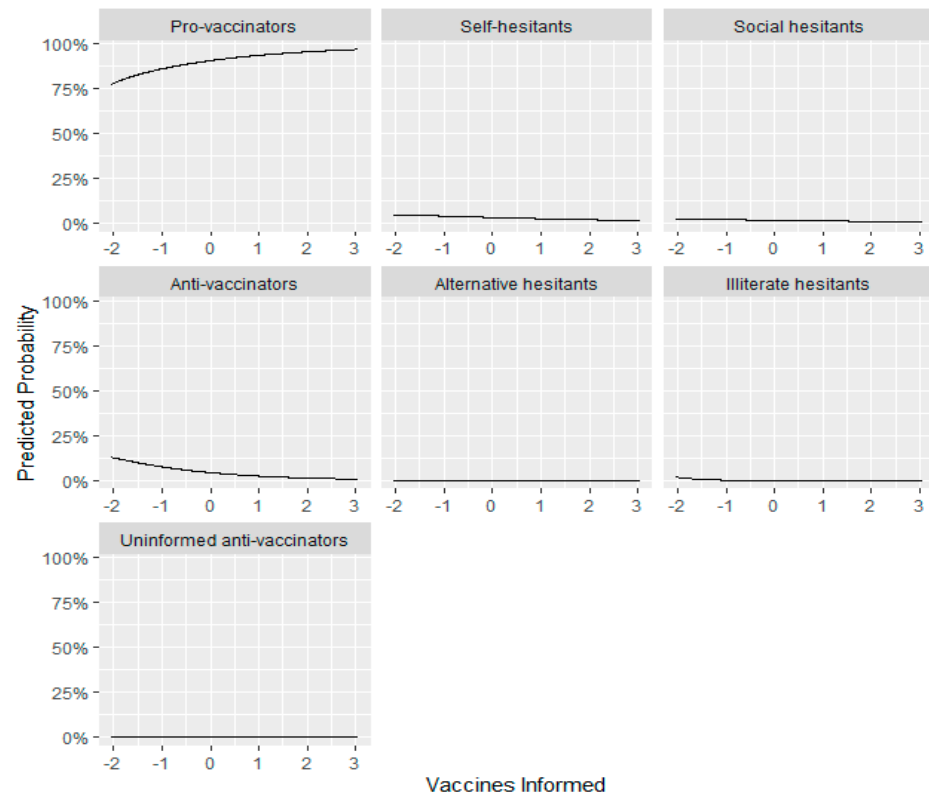 Pro-vaccinators Self-hesitants Social hesitants
100%
75%
50%
25%
0%
-2 -1 0 1 2 3 -2 -1 0 1 2 3 -2 -1 0 1 2 3
Anti-vaccinators Alternative hesitants Illiterate hesitants
100%
75%
50%
25%
0%
Predicted Probability
-2 -1 0 1 2 3 -2 -1 0 1 2 3 -2 -1 0 1 2 3
Uninformed anti-vaccinators
100%
75%
50%
25%
0%
-2 -1 0 1 2 3
Vaccines Informed